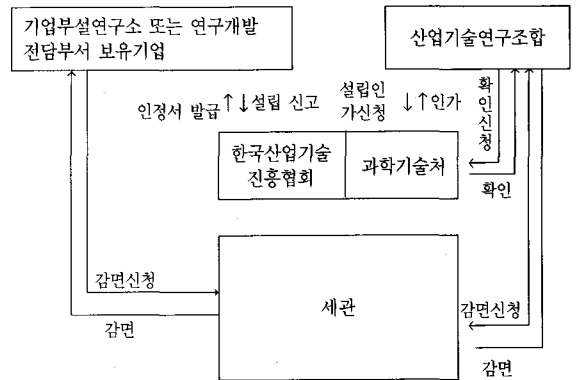 기업부설연구소 또는 연구개발
전담부서 보유기업
산업기술연구조합
인정서 발급 ↑↓설립 신고
설립인
가신청
↓↑인가
확인신청
한국산업기술
진흥협회
과학기술처
확인
감면신청
감면
세관
감면신청
감면